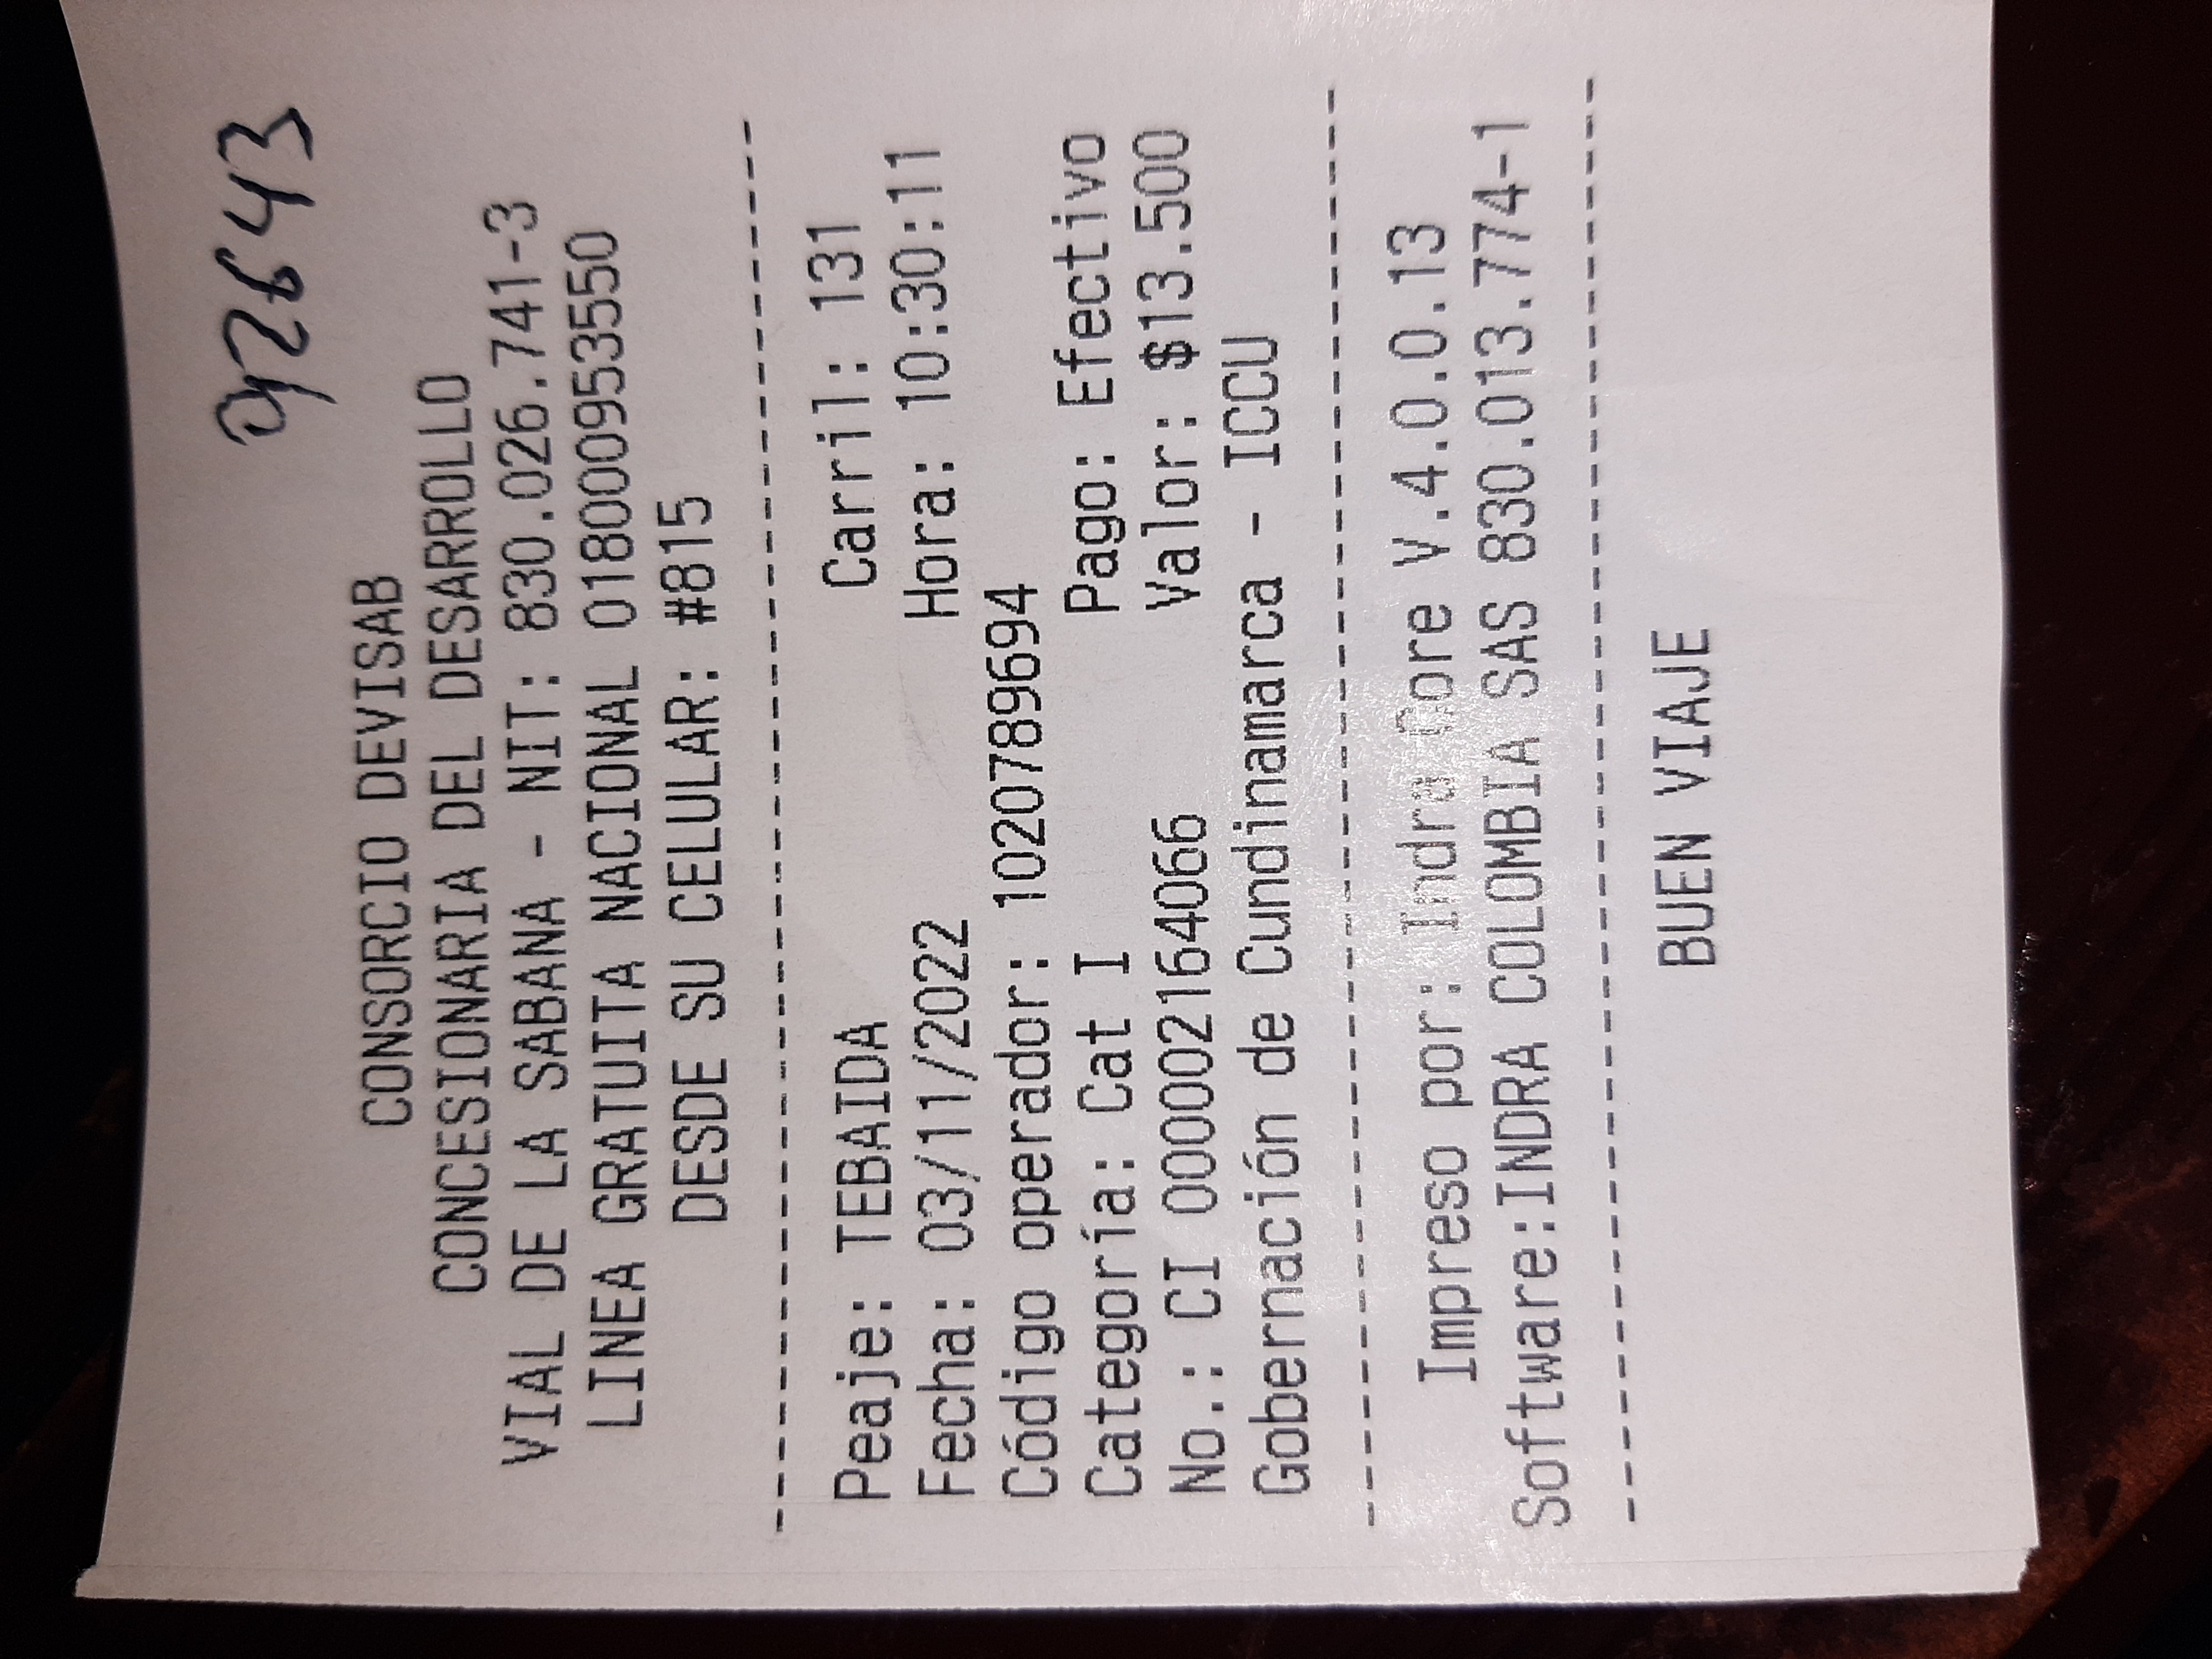 CONSORCIO DEVISAB
CONCESIONARIA DEL DESARROLLO
VIAL DE LA SABANA - NIT: 830.026.741-3
LINEA GRATUITA NACIONAL 018000953550
DESDE SU CELULAR: #815
Peaje: TEBAIDA Carril: 131
Fecha: 03/11/2022 Hora: 10:30:11
Código operador: 1020789694
Categoría: Cat I Pago: Efectivo
No.: CI 000002164066 Valor: $13.500
Gobernación de Cundinamarca - ICCU
Impreso por: Indra Core V.4.0.0.13
Software:INDRA COLOMBIA SAS 830.013.774-1
BUEN VIAJE